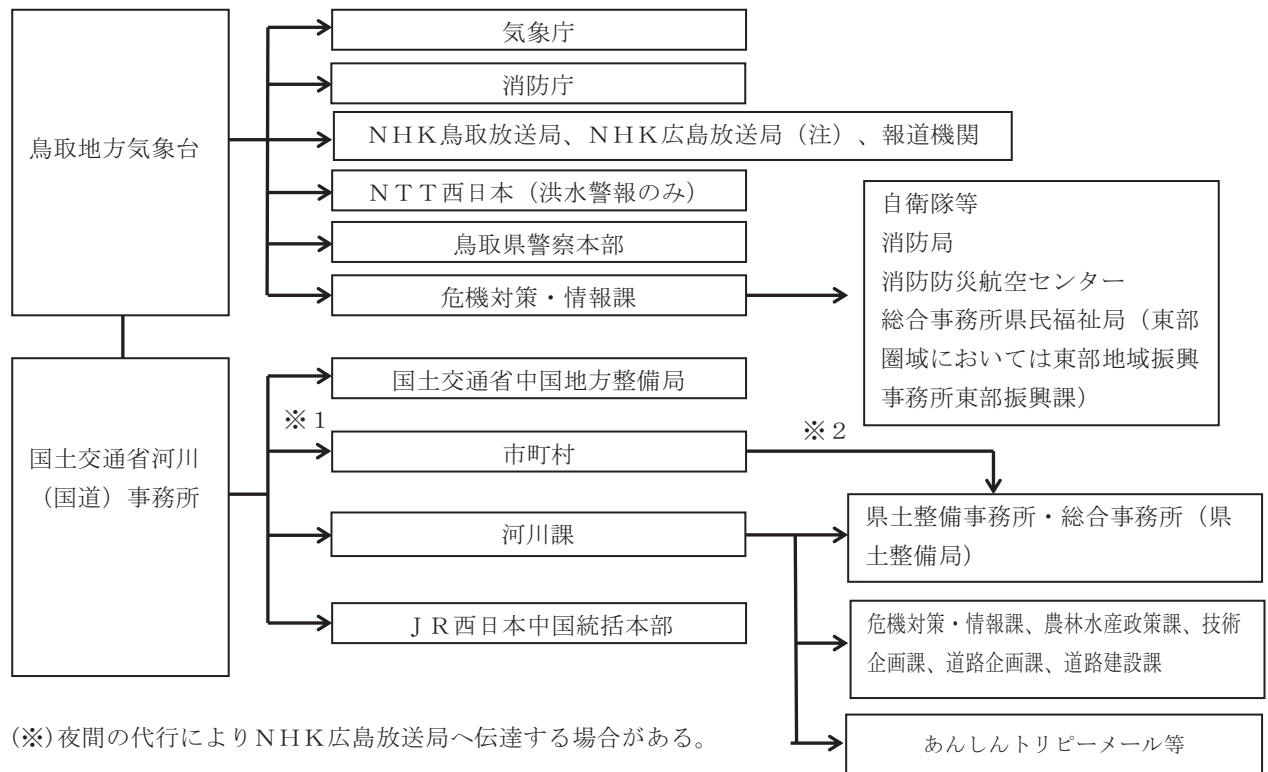 鳥取地方気象台
気象庁
消防庁
NHK鳥取放送局、NHK広島放送局（注）、報道機関
NTT西日本（洪水警報のみ）
鳥取県警察本部
危機対策・情報課
自衛隊等
消防局
消防防災航空センター
総合事務所県民福祉局（東部
圏域においては東部地域振興
事務所東部振興課）
国土交通省河川
（国道）事務所
国土交通省中国地方整備局
※1
市町村
※2
河川課
JR西日本中国統括本部
県土整備事務所・総合事務所（県
土整備局）
危機対策・情報課、農林水産政策課、技術
企画課、道路企画課、道路建設課
あんしんトリピーメール等
(※)夜間の代行によりNHK広島放送局へ伝達する場合がある。